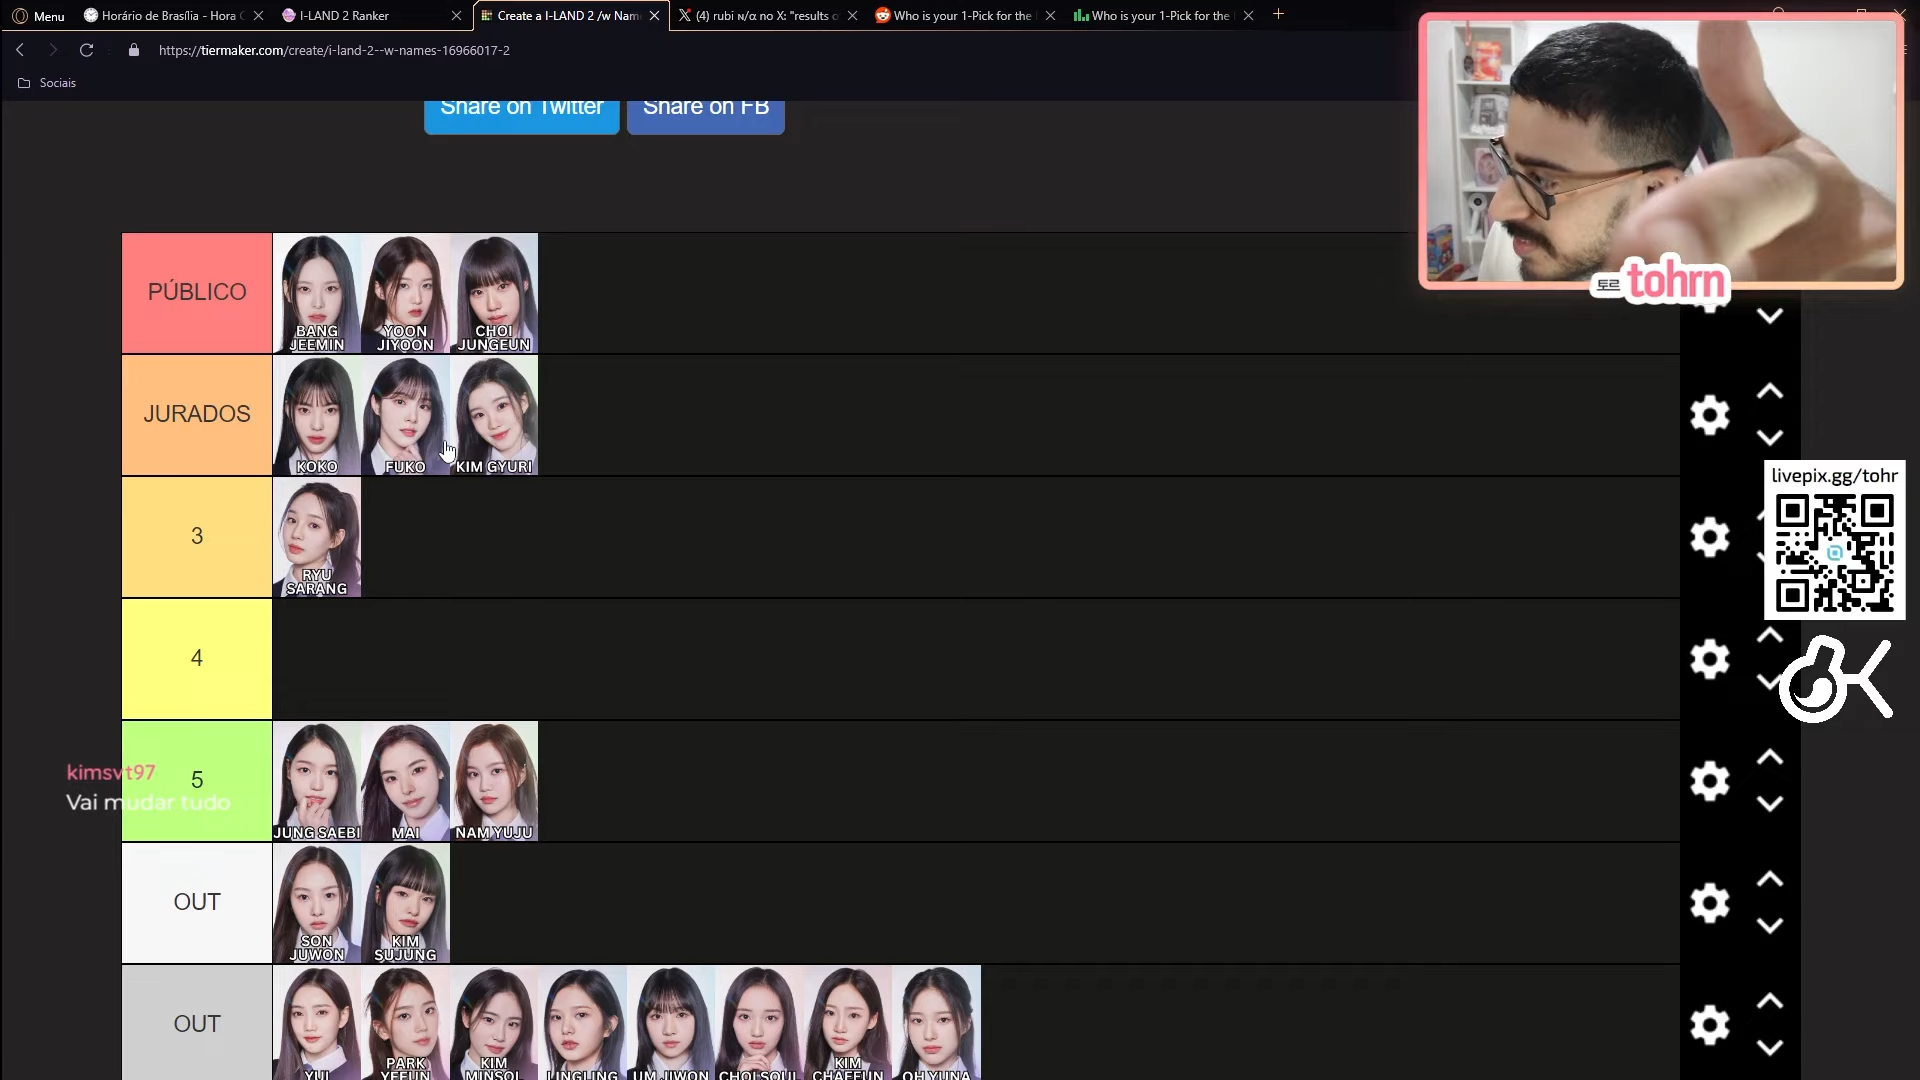 Menu
Horário de Brasília - Hora
I-LAND 2 Ranker
Create a I-LAND 2 /w Nam
(4) rubi ɴ/α no X: "results
Who is your 1-Pick for the
Who is your 1-Pick for the
https://tiermaker.com/create/i-land-2--w-names-16966017-2
Sociais
Share on Twitter
Share on FB
토르 tohrn
PÚBLICO
BANG JEEMIN
YOON JIYOON
CHOI JUNGEUN
JURADOS
KOKO
FUKO
KIM GYURI
livepix.gg/tohr
3
RYU SARANG
4
kimsvt97
Vai mudar tudo
5
JUNG SAEBI
MAI
NAM YUJU
OUT
SON JUWON
KIM SUJUNG
OUT
YUI
PARK YEEUN
KIM MINSOL
LINGLING
UM JIWON
CHOI SOUL
KIM CHAEEUN
OH YUNA